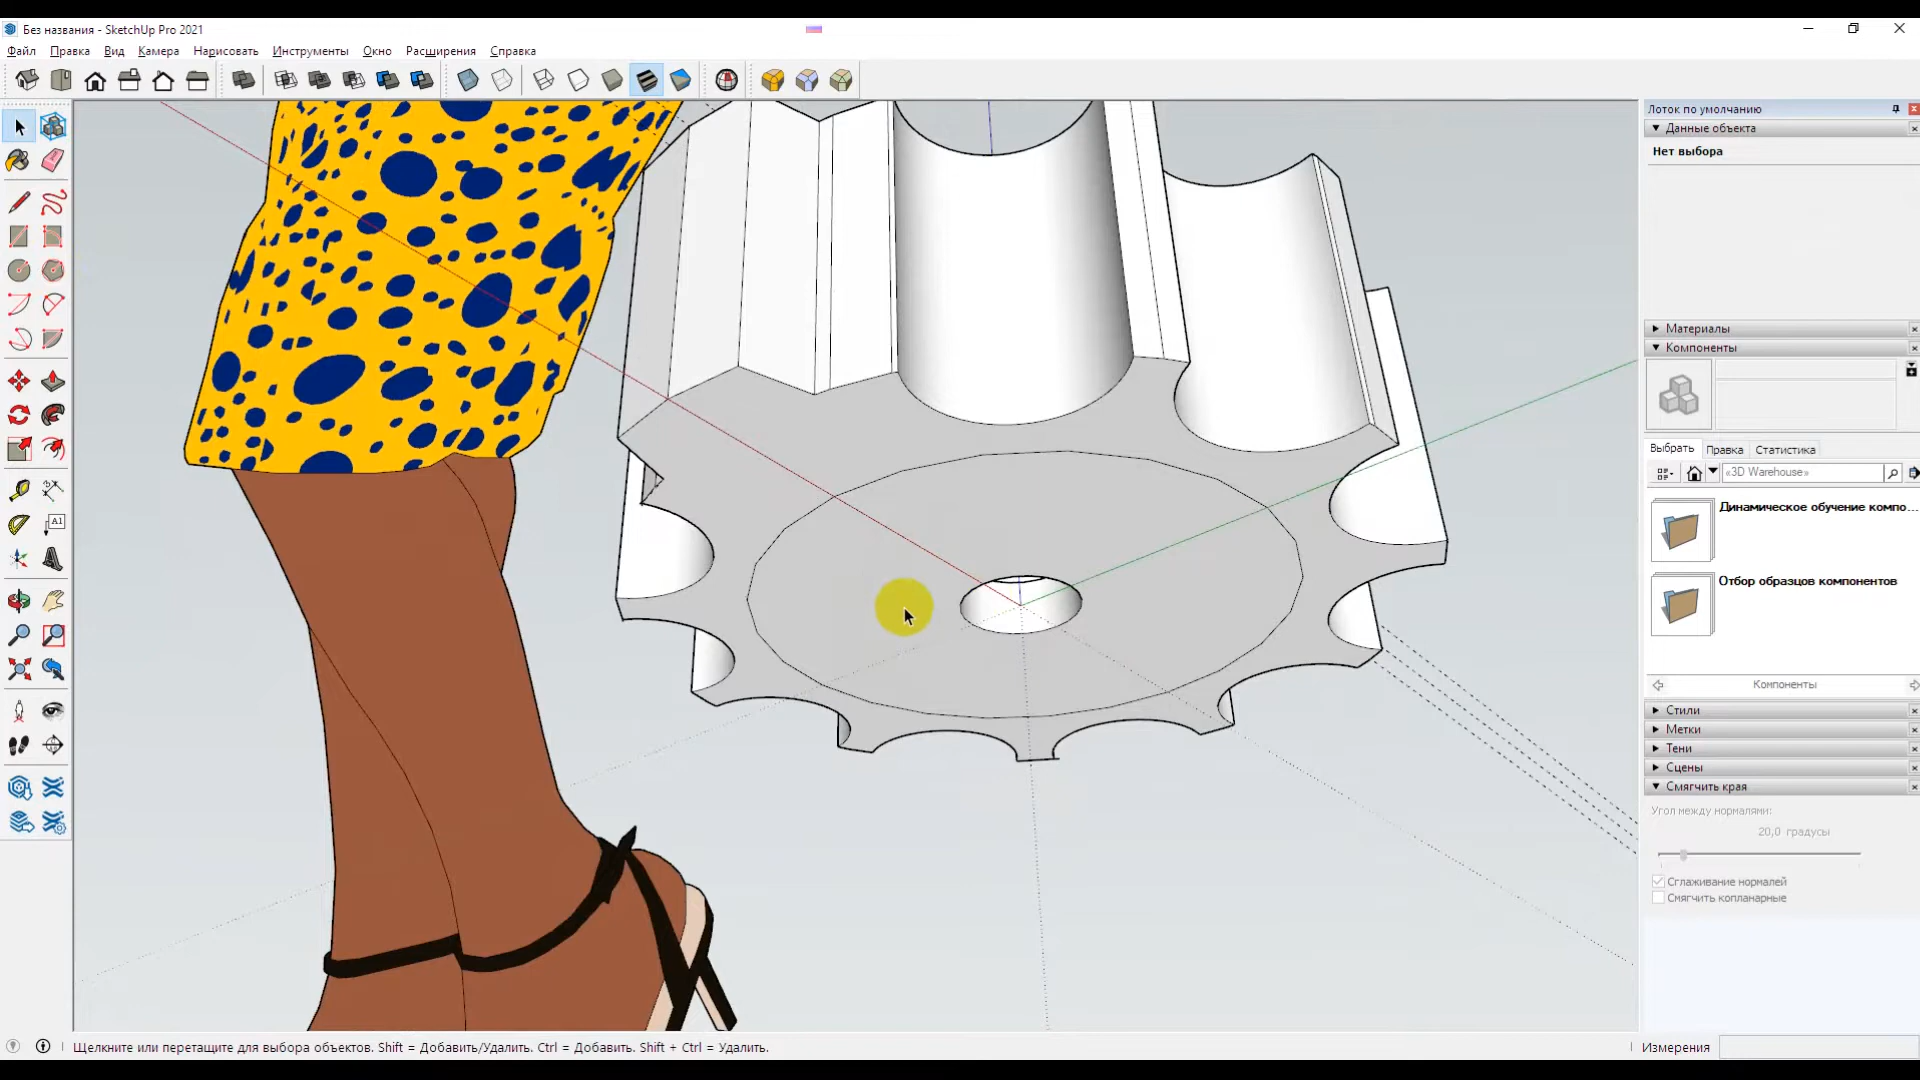 Без названия - SketchUp Pro 2021
Файл Правка Вид Камера Нарисовать Инструменты Окно Расширения Справка
Лоток по умолчанию
Данные объекта
Нет выбора
Материалы
Компоненты
Выбрать Правка Статистика
«3D Warehouse»
Динамическое обучение компо...
Отбор образцов компонентов
Компоненты
Стили
Метки
Тени
Сцены
Смягчить края
Угол между нормалями:
20,0 градусы
Сглаживание нормалей
Смягчить копланарные
A1
Щелкните или перетащите для выбора объектов. Shift = Добавить/Удалить. Ctrl = Добавить. Shift + Ctrl = Удалить.
Измерения